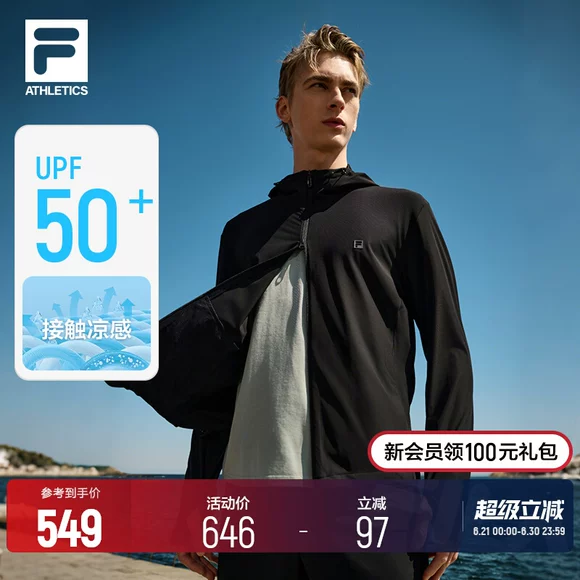 F
ATHLETICS
UPF
50+
接触凉感
F
新会员领100元礼包
参考到手价
549
活动价
646
-
立减
97
超级立减
6.21 00:00-6.30 23:59